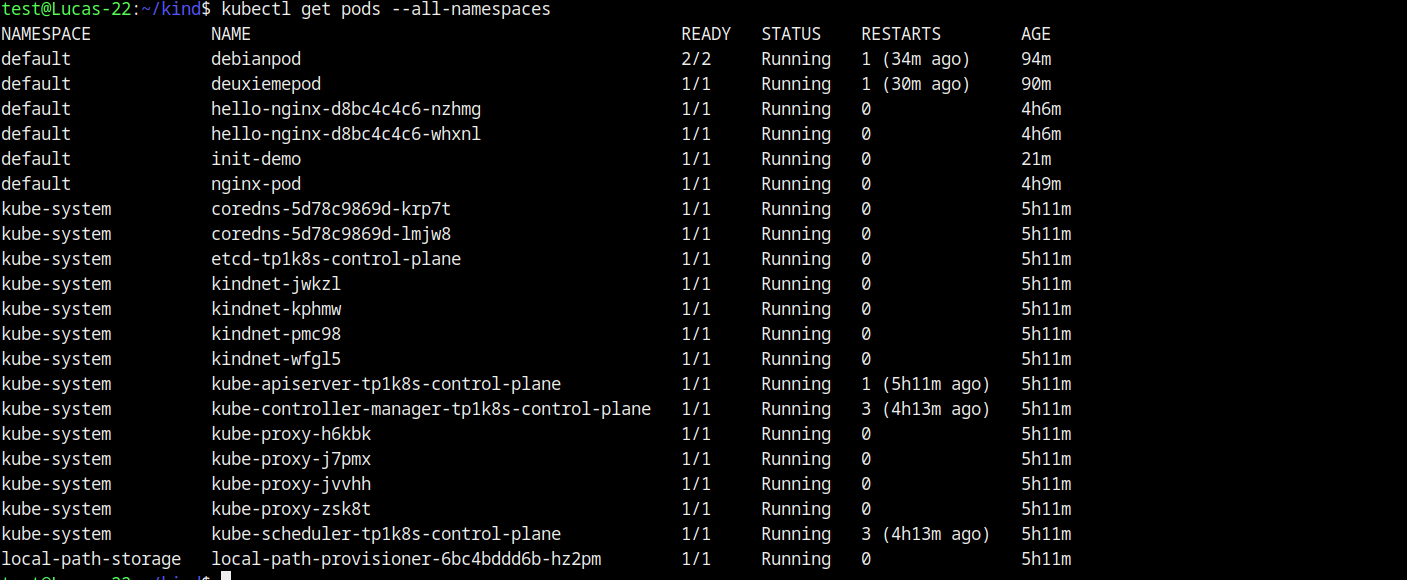 test@Lucas-22:~/kind$ kubectl get pods --all-namespaces
NAMESPACE NAME READY STATUS RESTARTS AGE
default debianpod 2/2 Running 1 (34m ago) 94m
default deuxiemepod 1/1 Running 1 (30m ago) 90m
default hello-nginx-d8bc4c4c6-nzhmg 1/1 Running 0 4h6m
default hello-nginx-d8bc4c4c6-whxnl 1/1 Running 0 4h6m
default init-demo 1/1 Running 0 21m
default nginx-pod 1/1 Running 0 4h9m
kube-system coredns-5d78c9869d-krp7t 1/1 Running 0 5h11m
kube-system coredns-5d78c9869d-lmjw8 1/1 Running 0 5h11m
kube-system etcd-tp1k8s-control-plane 1/1 Running 0 5h11m
kube-system kindnet-jwkzl 1/1 Running 0 5h11m
kube-system kindnet-kphmw 1/1 Running 0 5h11m
kube-system kindnet-pmc98 1/1 Running 0 5h11m
kube-system kindnet-wfgl5 1/1 Running 0 5h11m
kube-system kube-apiserver-tp1k8s-control-plane 1/1 Running 1 (5h11m ago) 5h11m
kube-system kube-controller-manager-tp1k8s-control-plane 1/1 Running 3 (4h13m ago) 5h11m
kube-system kube-proxy-h6kbk 1/1 Running 0 5h11m
kube-system kube-proxy-j7pmx 1/1 Running 0 5h11m
kube-system kube-proxy-jvvhh 1/1 Running 0 5h11m
kube-system kube-proxy-zsk8t 1/1 Running 0 5h11m
kube-system kube-scheduler-tp1k8s-control-plane 1/1 Running 3 (4h13m ago) 5h11m
local-path-storage local-path-provisioner-6bc4bddd6b-hz2pm 1/1 Running 0 5h11m